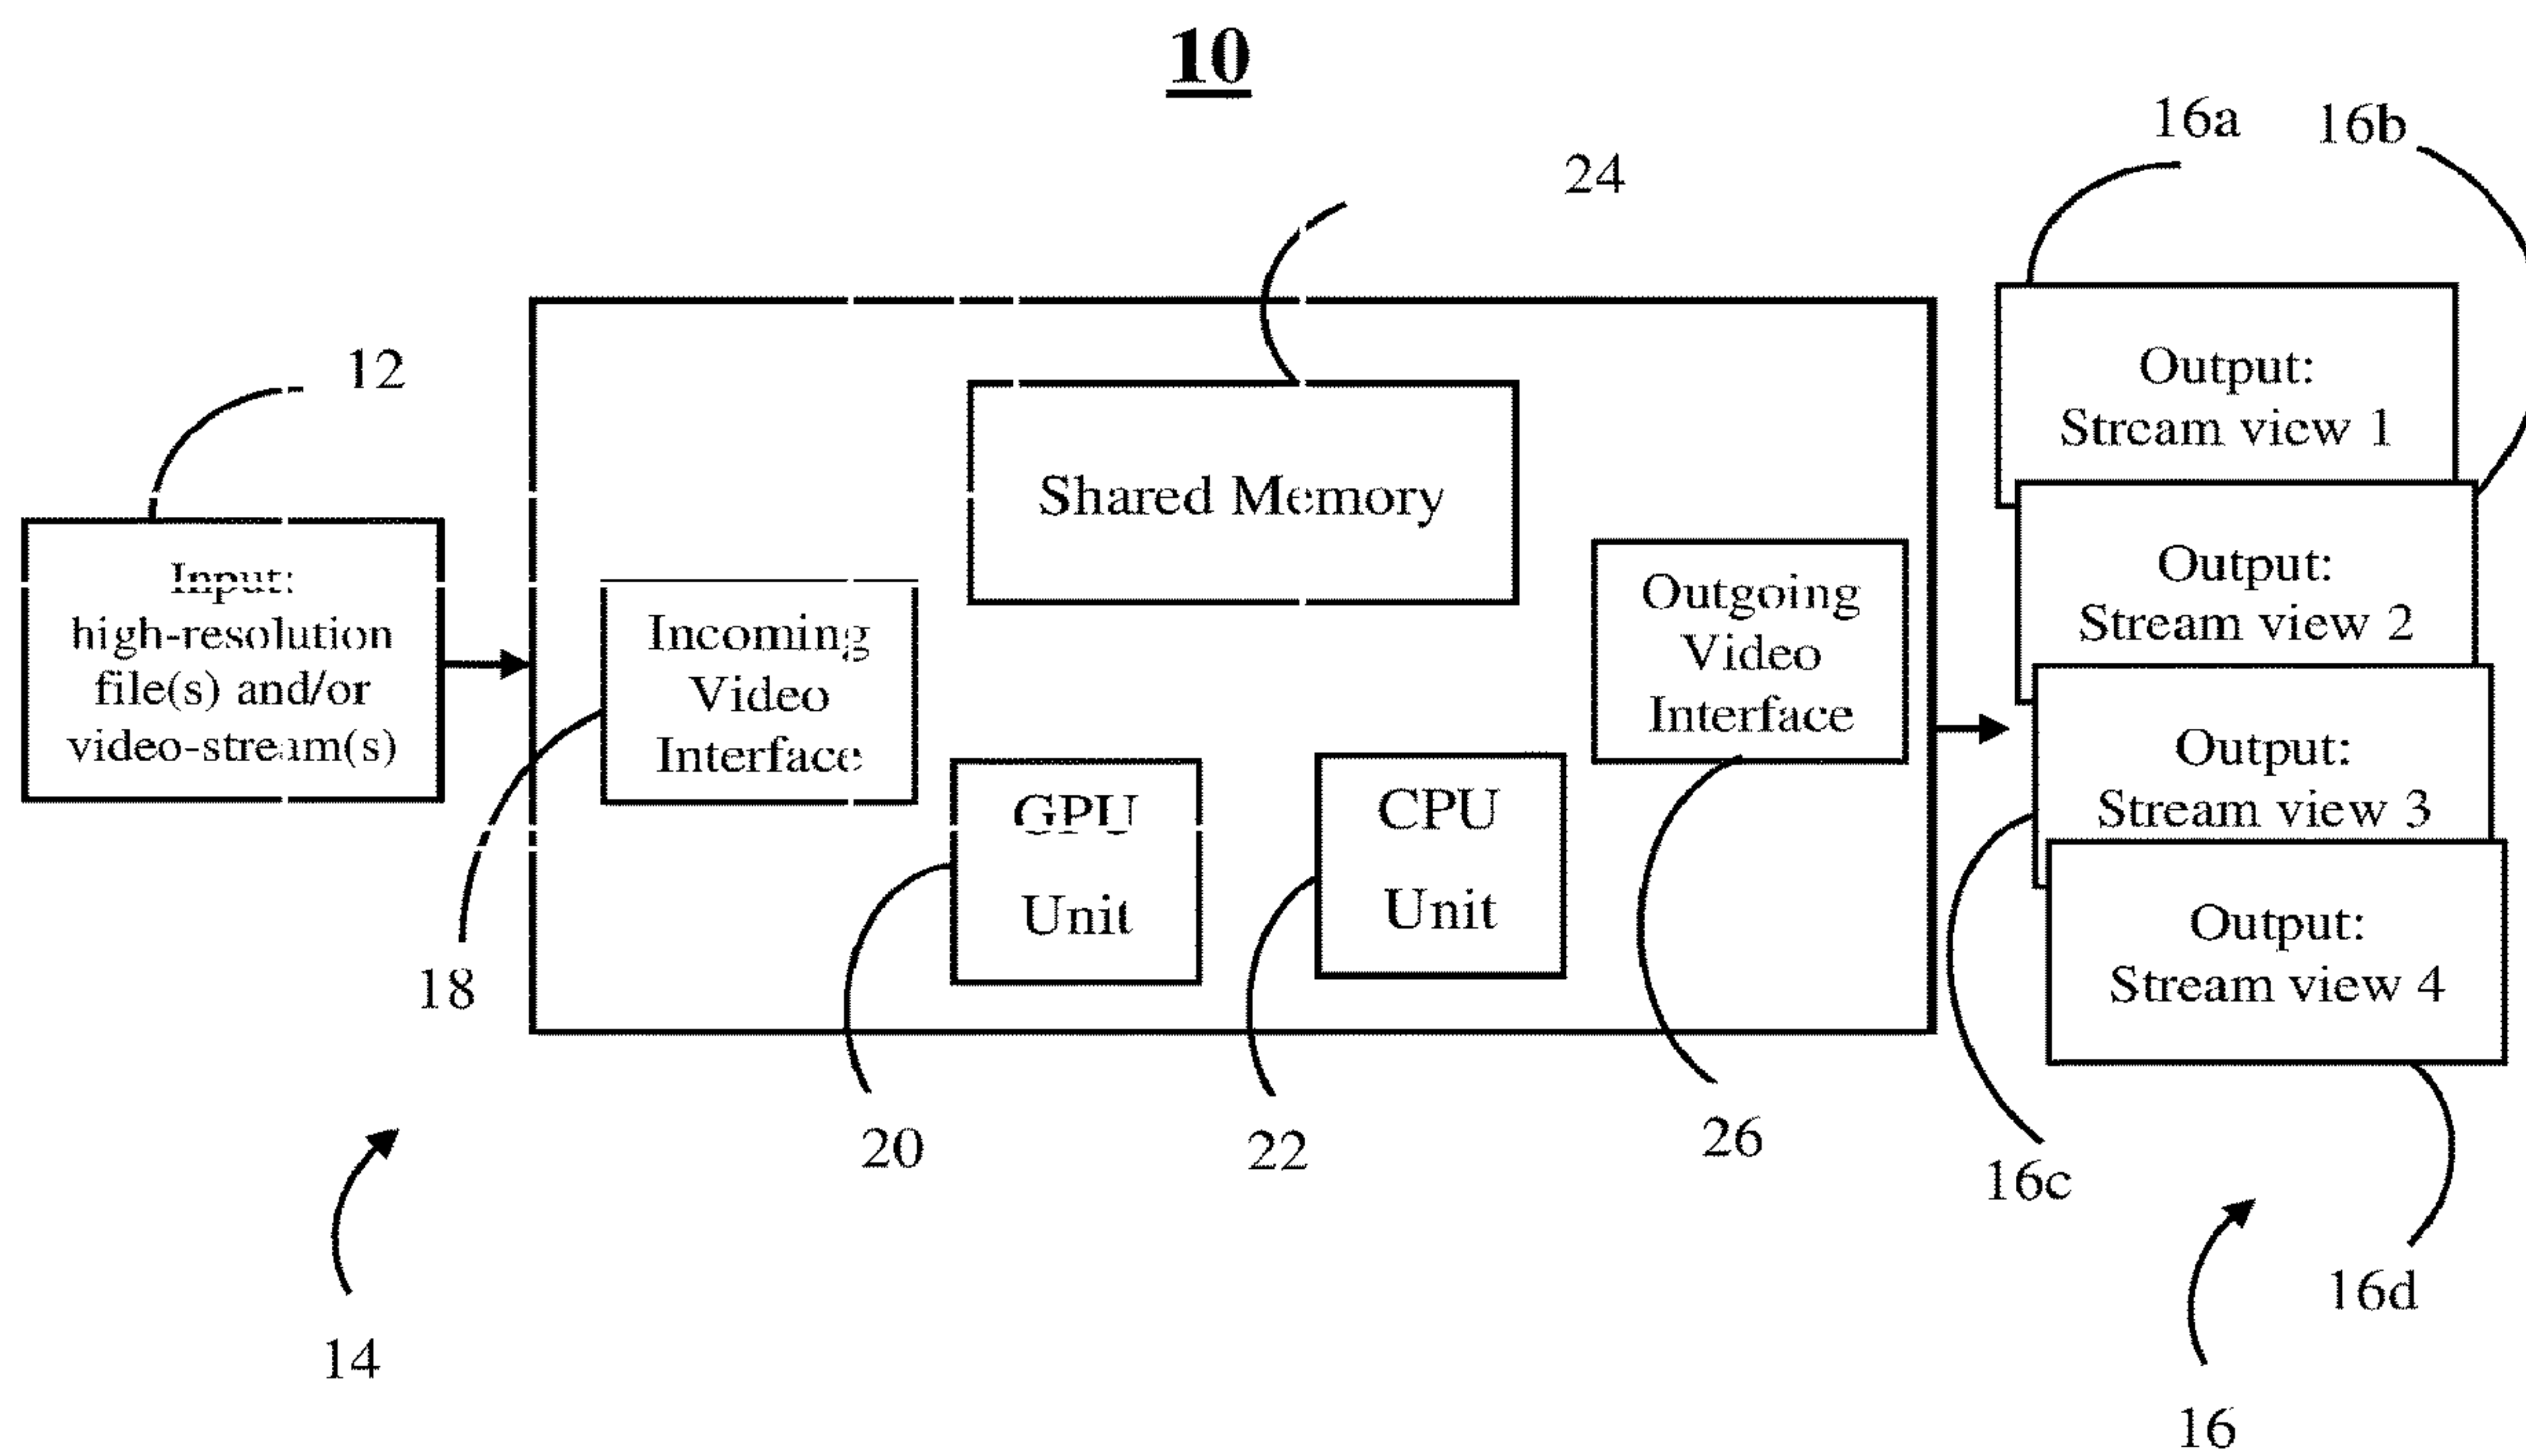 10
16a
16b
24
12
Output:
Stream view 1
Shared Memory
Input:
high-resolution
file(s) and/or
video-stream(s)
Incoming
Video
Interface
Outgoing
Video
Interface
Output:
Stream view 2
GPU
Unit
CPU
Unit
Output:
Stream view 3
Output:
Stream view 4
18
20
22
26
16c
16d
14
16